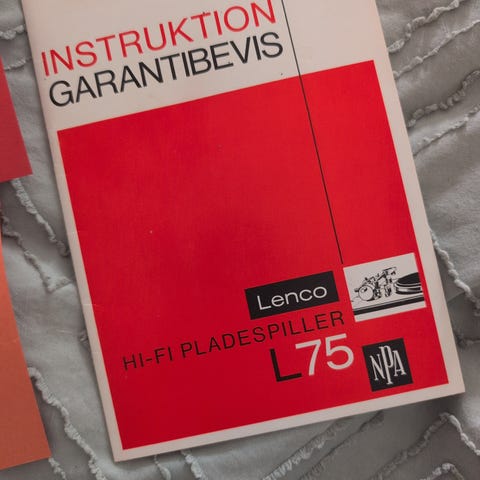 INSTRUKTION
GARANTIBEVIS
Lenco
HI-FI PLADESPILLER
L75
NPA